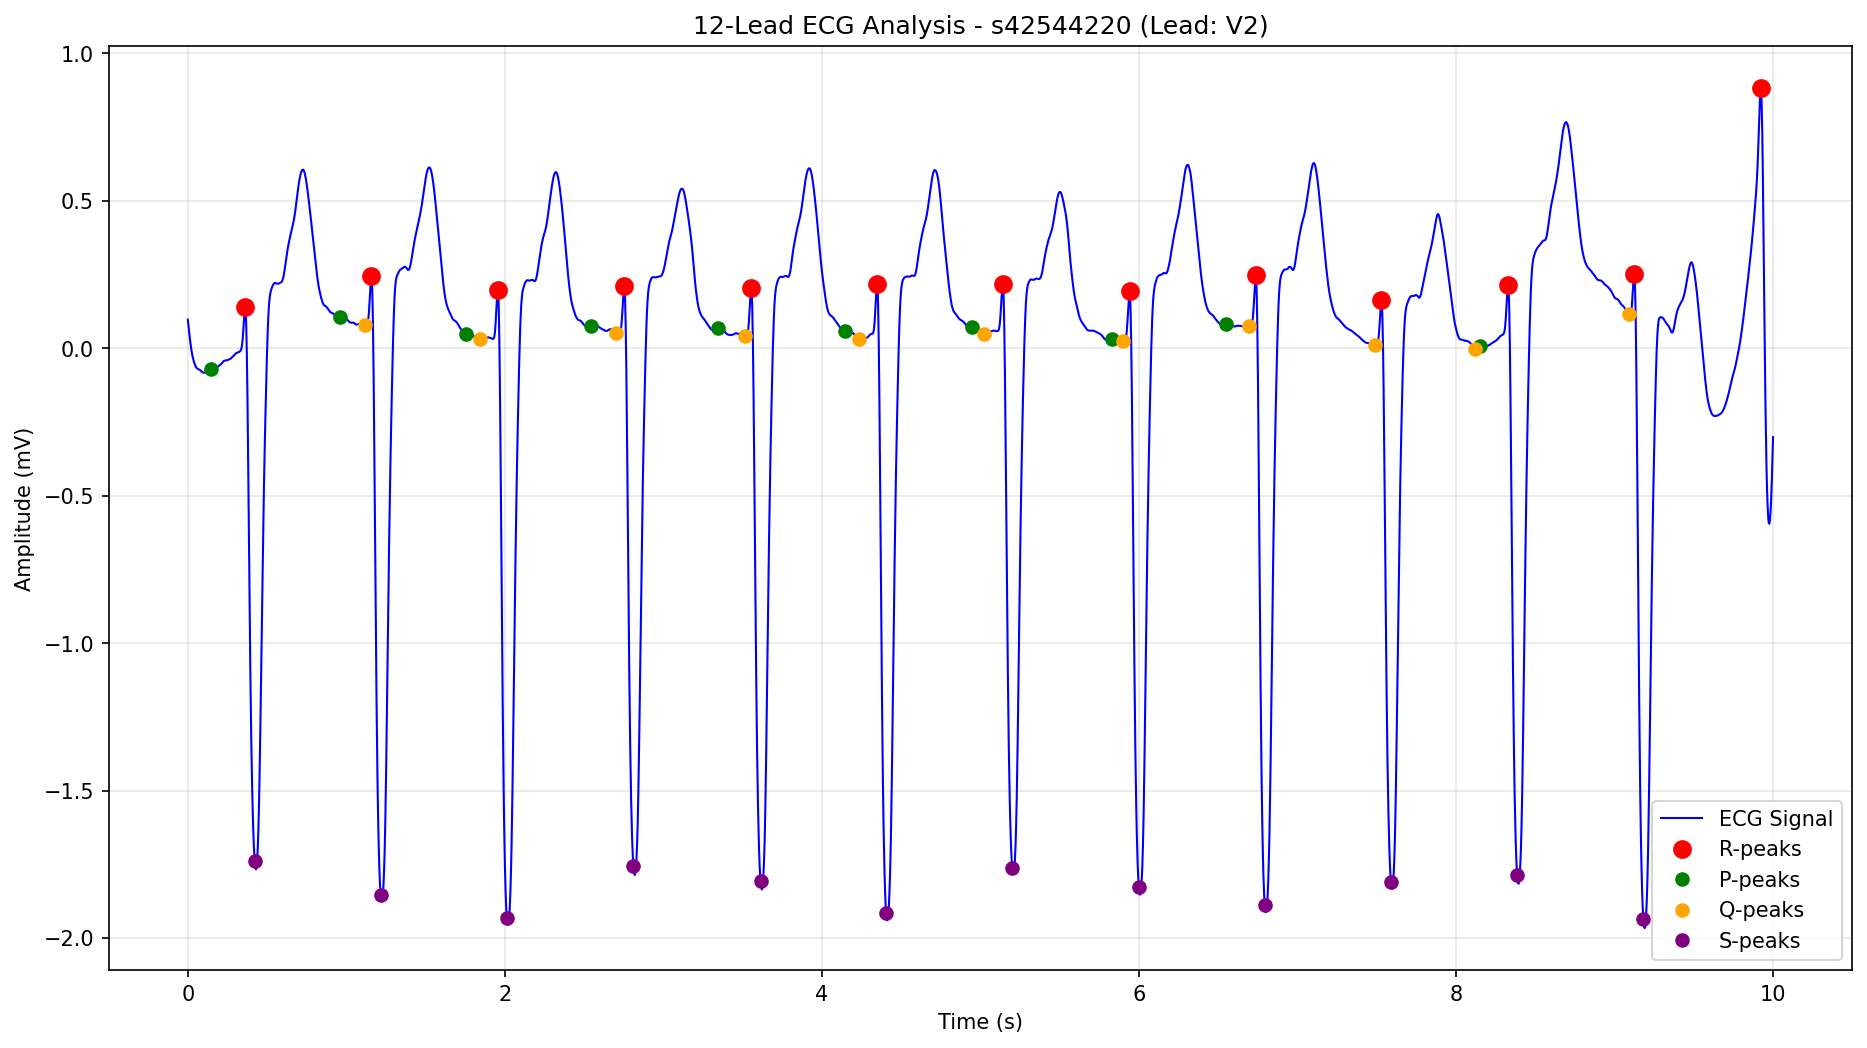 12-Lead ECG Analysis - s42544220 (Lead: V2)
1.0
0.5
0.0
−0.5
−1.0
−1.5
−2.0
Amplitude (mV)
ECG Signal
R-peaks
P-peaks
Q-peaks
S-peaks
0 2 4 6 8 10
Time (s)